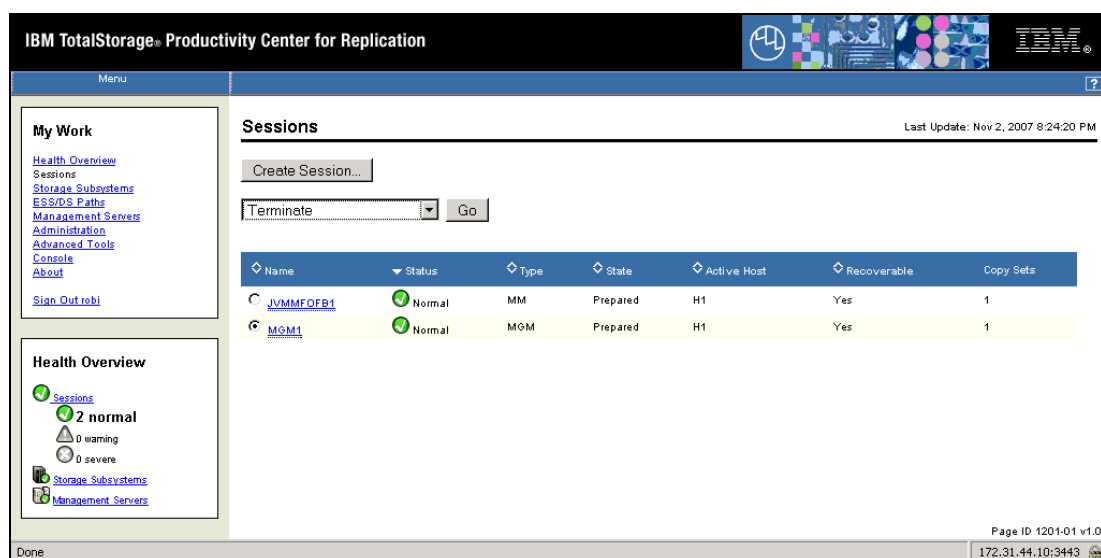 IBM TotalStorage® Productivity Center for Replication
IBM®
Menu
?
My Work
Health Overview
Sessions
Storage Subsystems
ESS/DS Paths
Management Servers
Administration
Advanced Tools
Console
About
Sign Out robi
Health Overview
Sessions
2 normal
0 warning
0 severe
Storage Subsystems
Management Servers
Sessions
Last Update: Nov 2, 2007 8:24:20 PM
Create Session...
Terminate Go
Name Status Type State Active Host Recoverable Copy Sets
JVMMFOFB1 Normal MM Prepared H1 Yes 1
MGM1 Normal MGM Prepared H1 Yes 1
Page ID 1201-01 v1.0
Done 172.31.44.10:3443